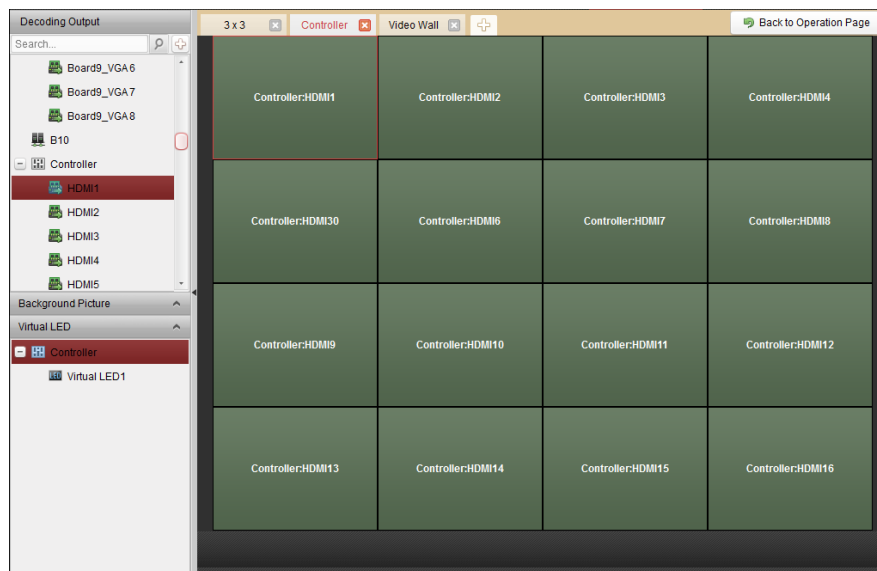 Decoding Output
3 x 3
Controller
Video Wall
Back to Operation Page
Search...
Board9_VGA6
Board9_VGA7
Board9_VGA8
B10
Controller
HDMI1
HDMI2
HDMI3
HDMI4
HDMI5
Background Picture
Virtual LED
Controller
LED Virtual LED1
Controller:HDMI1 Controller:HDMI2 Controller:HDMI3 Controller:HDMI4
Controller:HDMI30 Controller:HDMI6 Controller:HDMI7 Controller:HDMI8
Controller:HDMI9 Controller:HDMI10 Controller:HDMI11 Controller:HDMI12
Controller:HDMI13 Controller:HDMI14 Controller:HDMI15 Controller:HDMI16